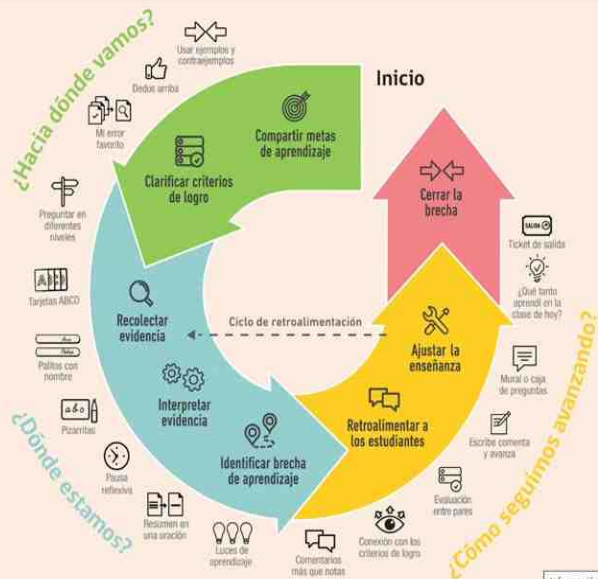 ¿Hacia dónde vamos?
Usar ejemplos y
contraejemplos
Dedos arriba
Mi error
favorito
Inicio
Compartir metas
de aprendizaje
Clarificar criterios
de logro
Preguntar en
diferentes
niveles
Tarjetas ABCD
ABCD
Palitos con
nombre
Pizarritas
abc
Pausa
reflexiva
Resumen en
una oración
Luces de
aprendizaje
¿Dónde estamos?
Recolectar
evidencia
Interpretar
evidencia
Identificar brecha
de aprendizaje
Ciclo de retroalimentación
Cerrar la
brecha
Ajustar la
enseñanza
Retroalimentar a
los estudiantes
SALIDA
Ticket de salida
¿Qué tanto
aprendí en la
clase de hoy?
Mural o caja
de preguntas
Escribe comenta
y avanza
Evaluación
entre pares
Conexión con los
criterios de logro
Comentarios
más que notas
¿Cómo seguimos avanzando?